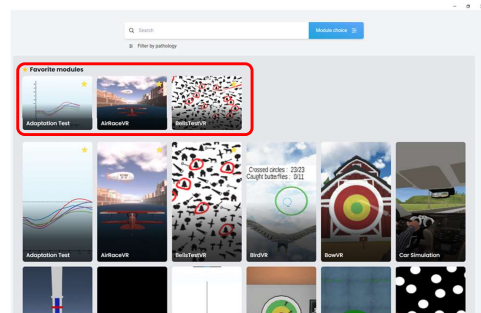 Search
Module choice
Filter by pathology
Favorite modules
Adaptation Test
AirRaceVR
BellsTestVR
Crossed circles : 23/23
Caught butterflies : 0/11
Adaptation Test
AirRaceVR
BellsTestVR
BirdVR
BowVR
Car Simulation